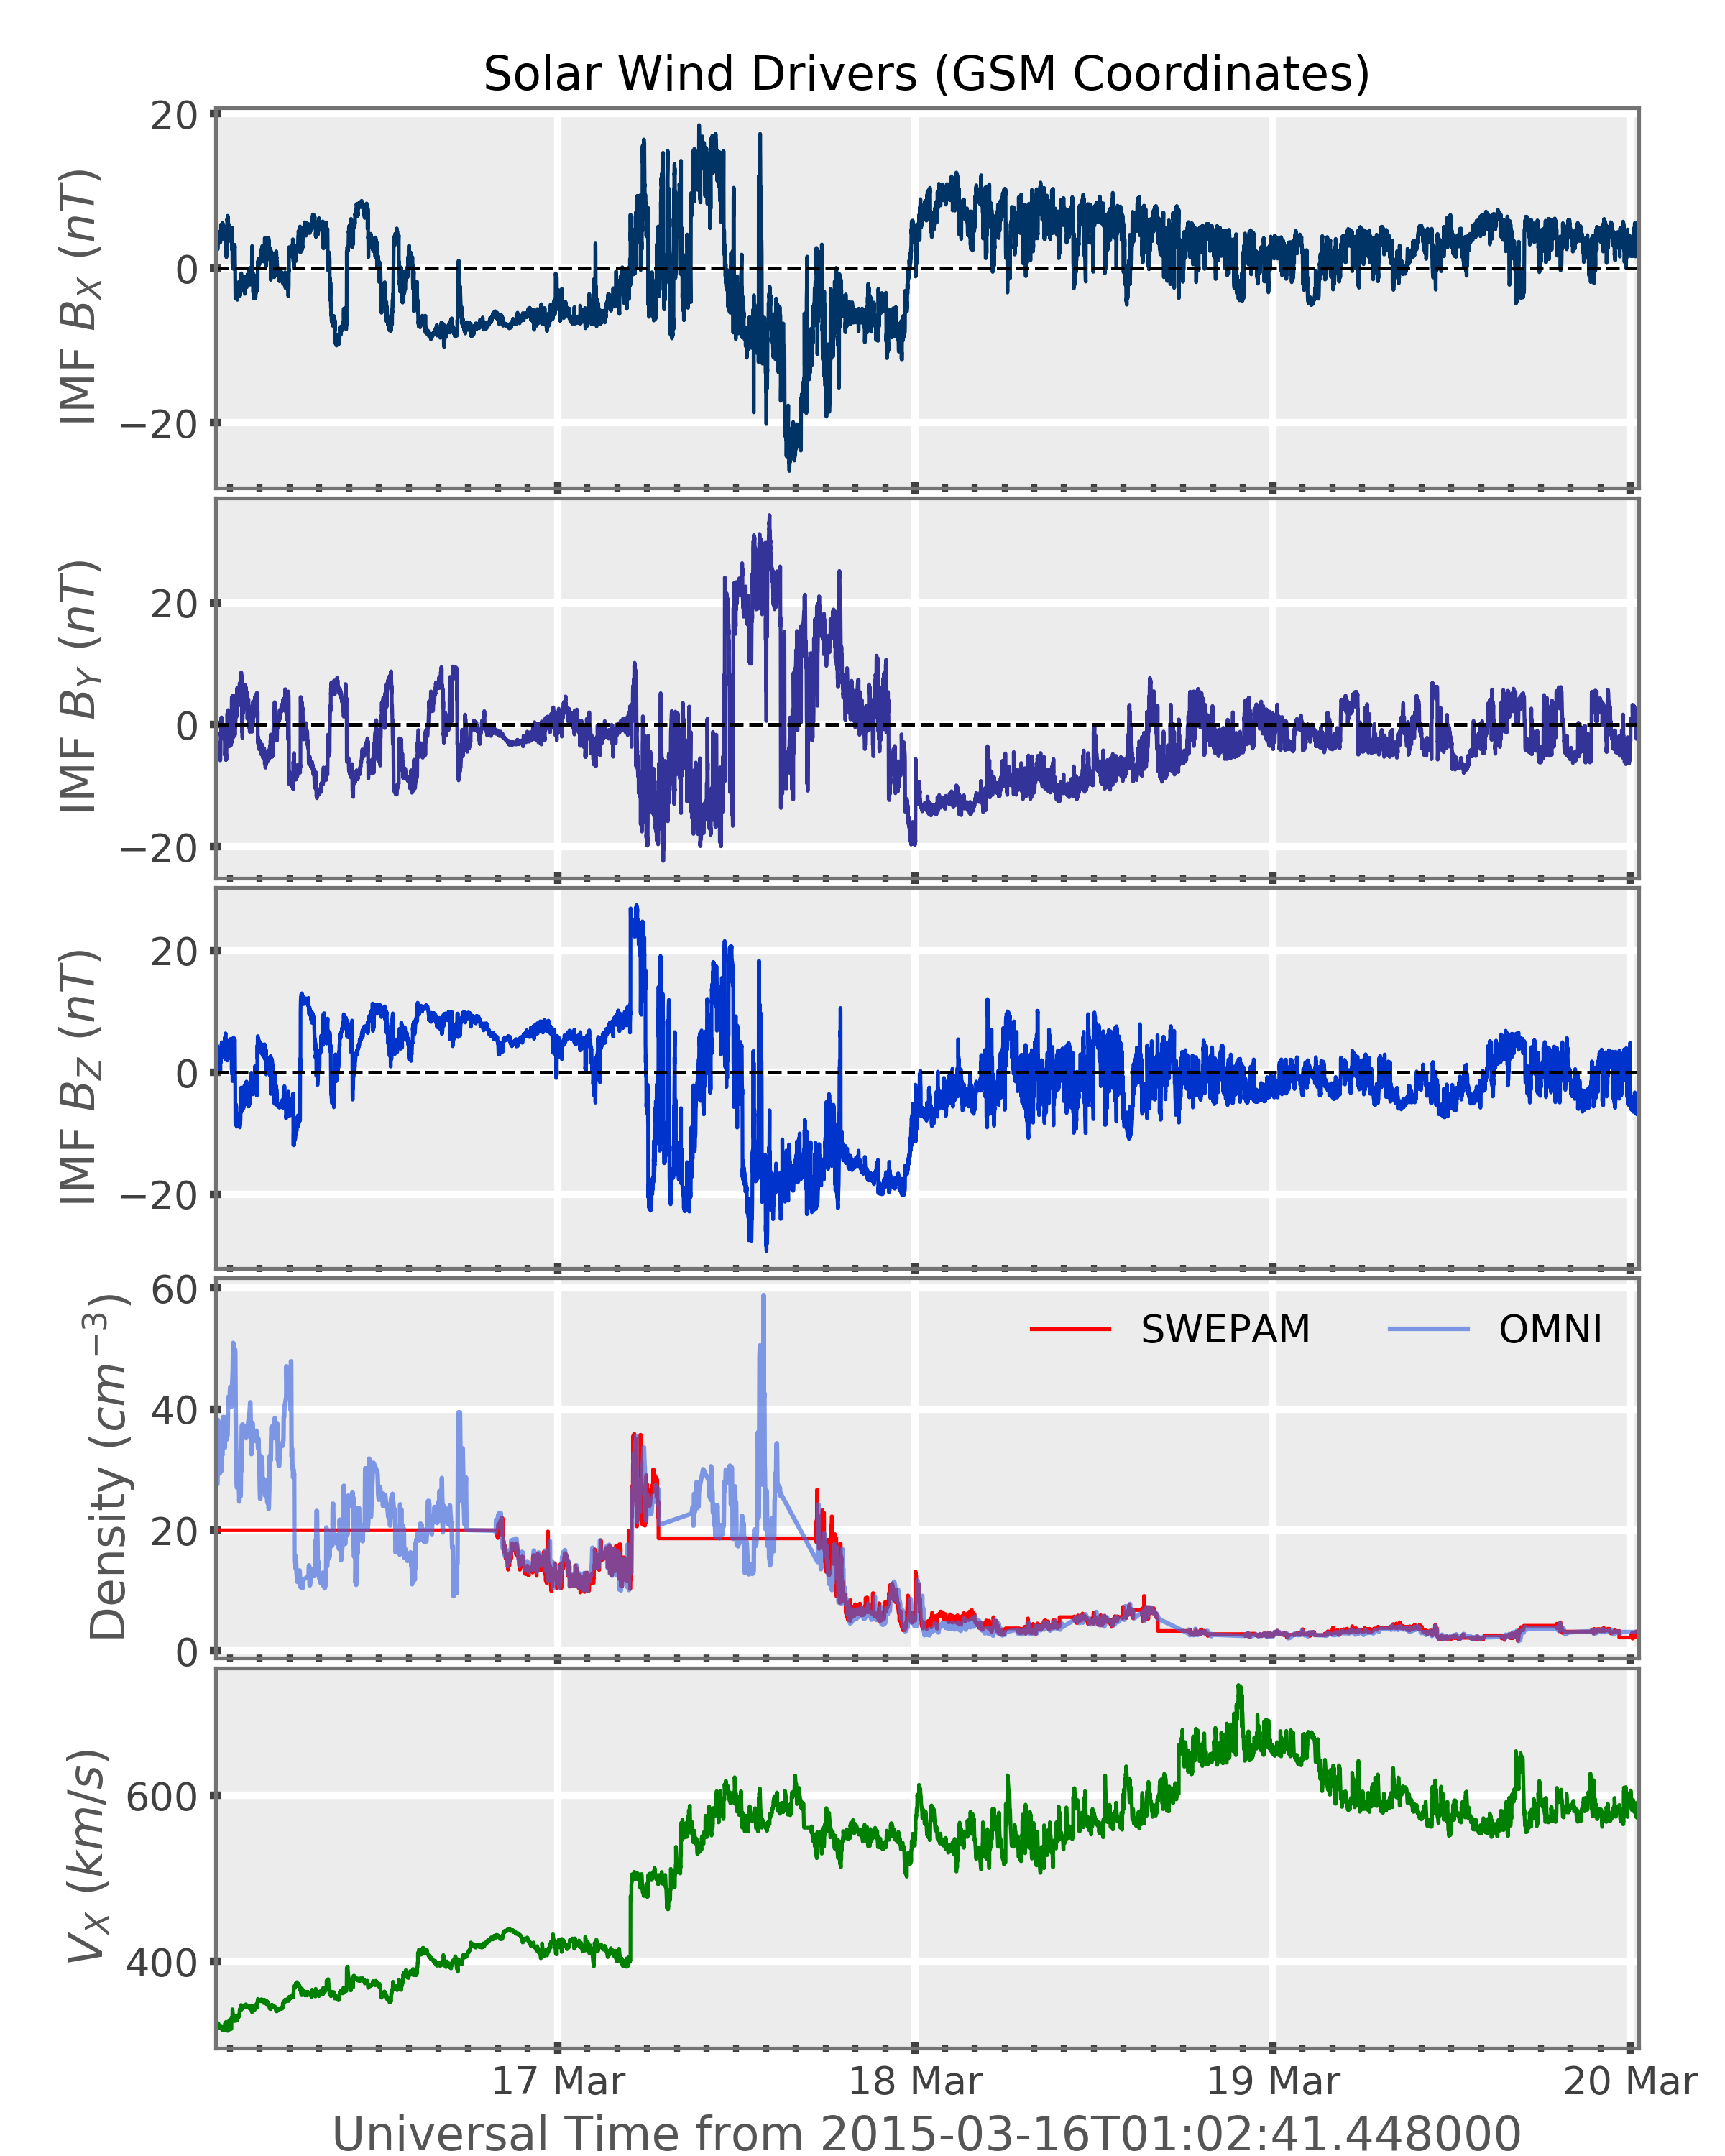 Solar Wind Drivers (GSM Coordinates)
20
0
−20
IMF B_X (nT)
20
0
−20
IMF B_Y (nT)
20
0
−20
IMF B_Z (nT)
60
40
20
0
Density (cm⁻³)
SWEPAM OMNI
600
400
V_X (km/s)
17 Mar 18 Mar 19 Mar 20 Mar
Universal Time from 2015-03-16T01:02:41.448000